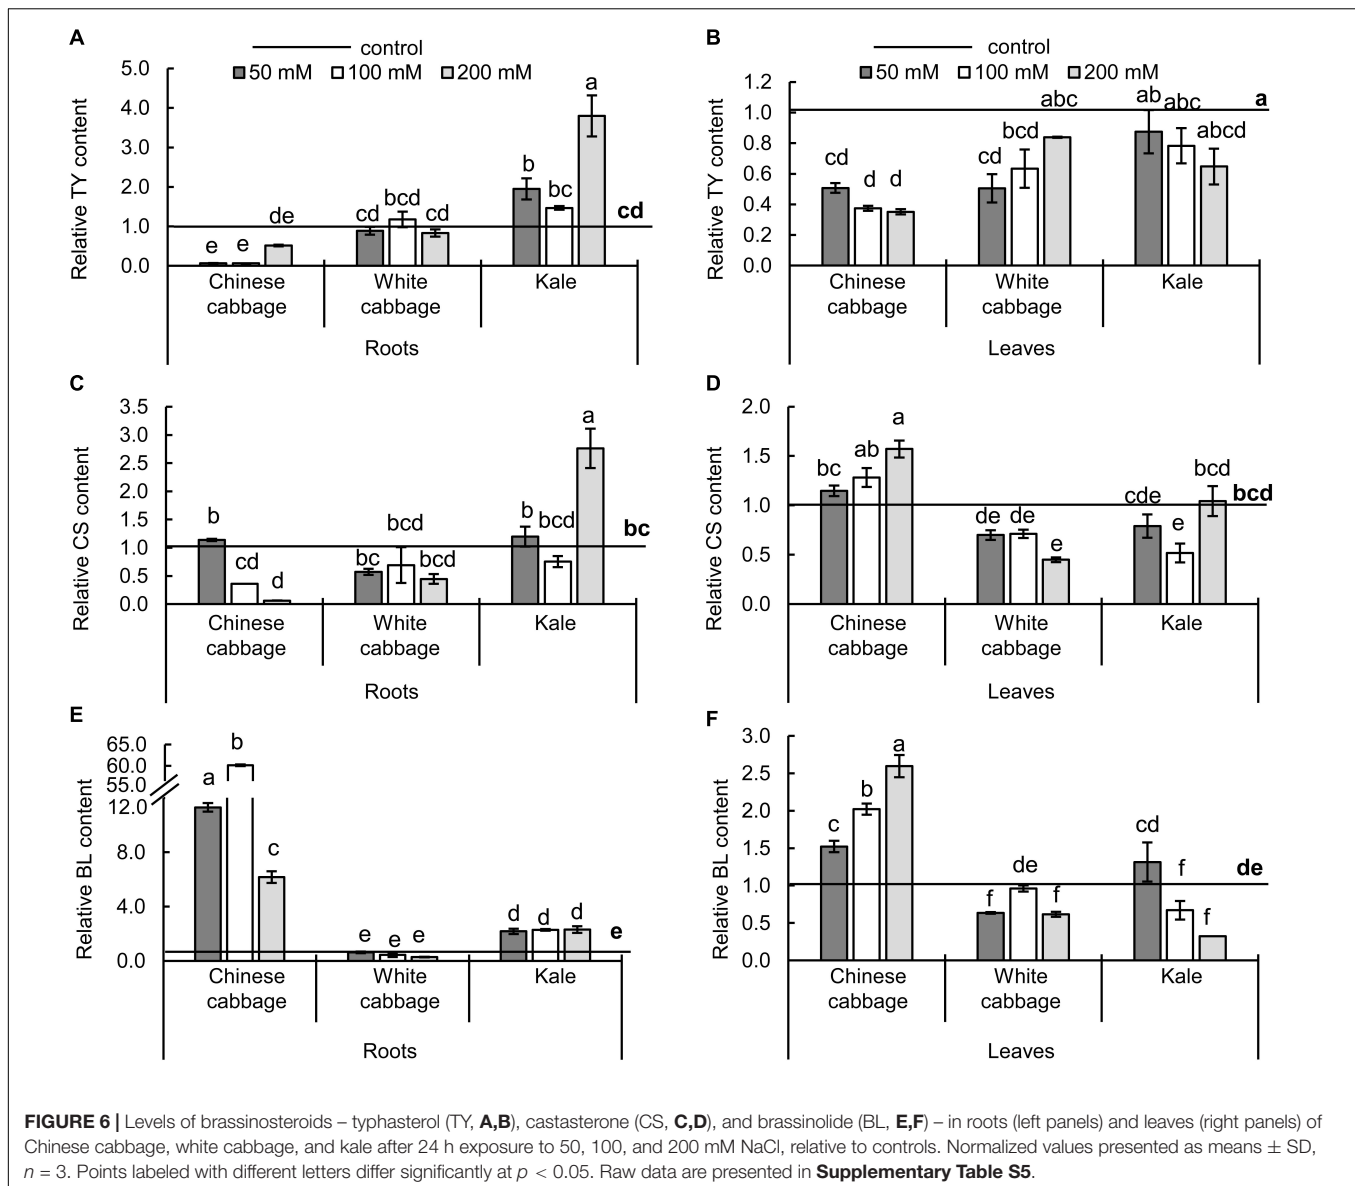 A
control
50 mM 100 mM 200 mM
Relative TY content
5.0
4.0
3.0
2.0
1.0
0.0
e e de
cd bcd cd
b bc a
cd
Chinese cabbage
White cabbage
Kale
Roots
B
control
50 mM 100 mM 200 mM
Relative TY content
1.2
1.0
0.8
0.6
0.4
0.2
0.0
cd d d
cd bcd abc
ab abc abcd
a
Chinese cabbage
White cabbage
Kale
Leaves
C
Relative CS content
3.5
3.0
2.5
2.0
1.5
1.0
0.5
0.0
b cd d
bc bcd bcd
b bcd a
bc
Chinese cabbage
White cabbage
Kale
Roots
D
Relative CS content
2.0
1.5
1.0
0.5
0.0
bc ab a
de de e
cde e bcd
bcd
Chinese cabbage
White cabbage
Kale
Leaves
E
Relative BL content
65.0
60.0
55.0
12.0
8.0
4.0
0.0
a b c
e e e
d d d
e
Chinese cabbage
White cabbage
Kale
Roots
F
Relative BL content
3.0
2.5
2.0
1.5
1.0
0.5
0.0
c b a
f de f
cd f f
de
Chinese cabbage
White cabbage
Kale
Leaves
FIGURE 6 | Levels of brassinosteroids – typhasterol (TY, A,B), castasterone (CS, C,D), and brassinolide (BL, E,F) – in roots (left panels) and leaves (right panels) of
Chinese cabbage, white cabbage, and kale after 24 h exposure to 50, 100, and 200 mM NaCl, relative to controls. Normalized values presented as means ± SD,
n = 3. Points labeled with different letters differ significantly at p < 0.05. Raw data are presented in Supplementary Table S5.